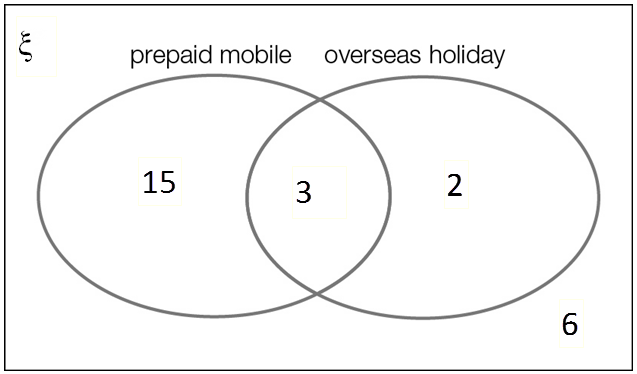 ξ
prepaid mobile overseas holiday
15 3 2
6